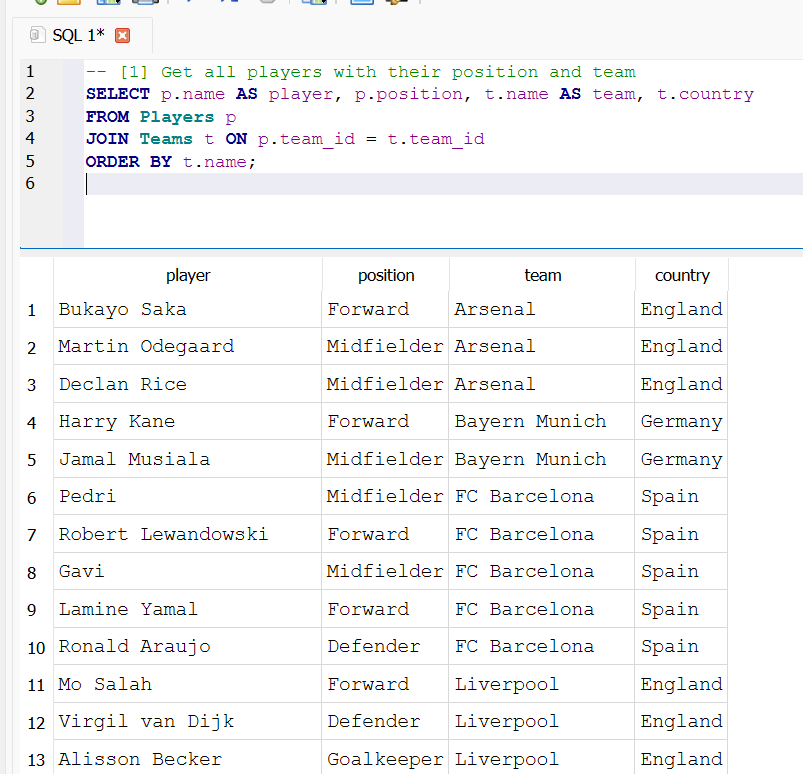 SQL 1*
1 -- [1] Get all players with their position and team
2 SELECT p.name AS player, p.position, t.name AS team, t.country
3 FROM Players p
4 JOIN Teams t ON p.team_id = t.team_id
5 ORDER BY t.name;
6
player position team country
1 Bukayo Saka Forward Arsenal England
2 Martin Odegaard Midfielder Arsenal England
3 Declan Rice Midfielder Arsenal England
4 Harry Kane Forward Bayern Munich Germany
5 Jamal Musiala Midfielder Bayern Munich Germany
6 Pedri Midfielder FC Barcelona Spain
7 Robert Lewandowski Forward FC Barcelona Spain
8 Gavi Midfielder FC Barcelona Spain
9 Lamine Yamal Forward FC Barcelona Spain
10 Ronald Araujo Defender FC Barcelona Spain
11 Mo Salah Forward Liverpool England
12 Virgil van Dijk Defender Liverpool England
13 Alisson Becker Goalkeeper Liverpool England